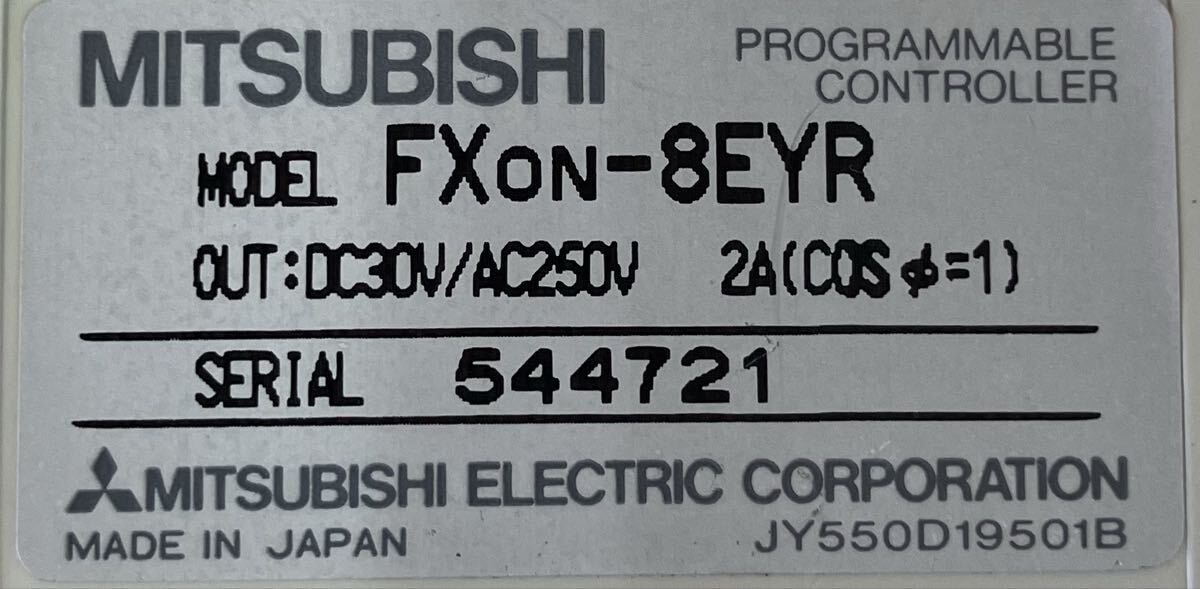 MITSUBISHI
PROGRAMMABLE
CONTROLLER
MODEL FX0N-8EYR
OUT:DC30V/AC250V 2A(COS φ=1)
SERIAL 544721
MITSUBISHI ELECTRIC CORPORATION
MADE IN JAPAN
JY550D19501B